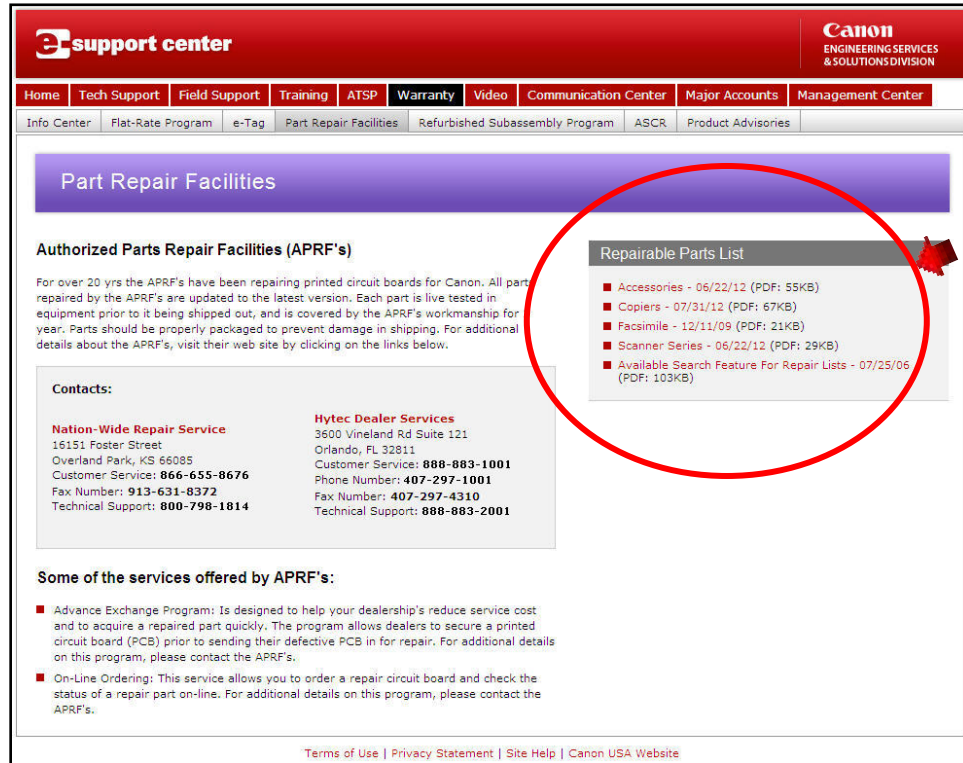 e-support center
Canon
ENGINEERING SERVICES
& SOLUTIONS DIVISION
Home Tech Support Field Support Training ATSP Warranty Video Communication Center Major Accounts Management Center
Info Center Flat-Rate Program e-Tag Part Repair Facilities Refurbished Subassembly Program ASCR Product Advisories
Part Repair Facilities
Authorized Parts Repair Facilities (APRF's)
For over 20 yrs the APRF's have been repairing printed circuit boards for Canon. All part
repaired by the APRF's are updated to the latest version. Each part is live tested in
equipment prior to it being shipped out, and is covered by the APRF's workmanship for
year. Parts should be properly packaged to prevent damage in shipping. For additional
details about the APRF's, visit their web site by clicking on the links below.
Contacts:
Nation-Wide Repair Service
16151 Foster Street
Overland Park, KS 66085
Customer Service: 866-655-8676
Fax Number: 913-631-8372
Technical Support: 800-798-1814
Hytec Dealer Services
3600 Vineland Rd Suite 121
Orlando, FL 32811
Customer Service: 888-883-1001
Phone Number: 407-297-1001
Fax Number: 407-297-4310
Technical Support: 888-883-2001
Some of the services offered by APRF's:
Advance Exchange Program: Is designed to help your dealership's reduce service cost
and to acquire a repaired part quickly. The program allows dealers to secure a printed
circuit board (PCB) prior to sending their defective PCB in for repair. For additional details
on this program, please contact the APRF's.
On-Line Ordering: This service allows you to order a repair circuit board and check the
status of a repair part on-line. For additional details on this program, please contact the
APRF's.
Repairable Parts List
Accessories - 06/22/12 (PDF: 55KB)
Copiers - 07/31/12 (PDF: 67KB)
Facsimile - 12/11/09 (PDF: 21KB)
Scanner Series - 06/22/12 (PDF: 29KB)
Available Search Feature For Repair Lists - 07/25/06
(PDF: 103KB)
Terms of Use | Privacy Statement | Site Help | Canon USA Website